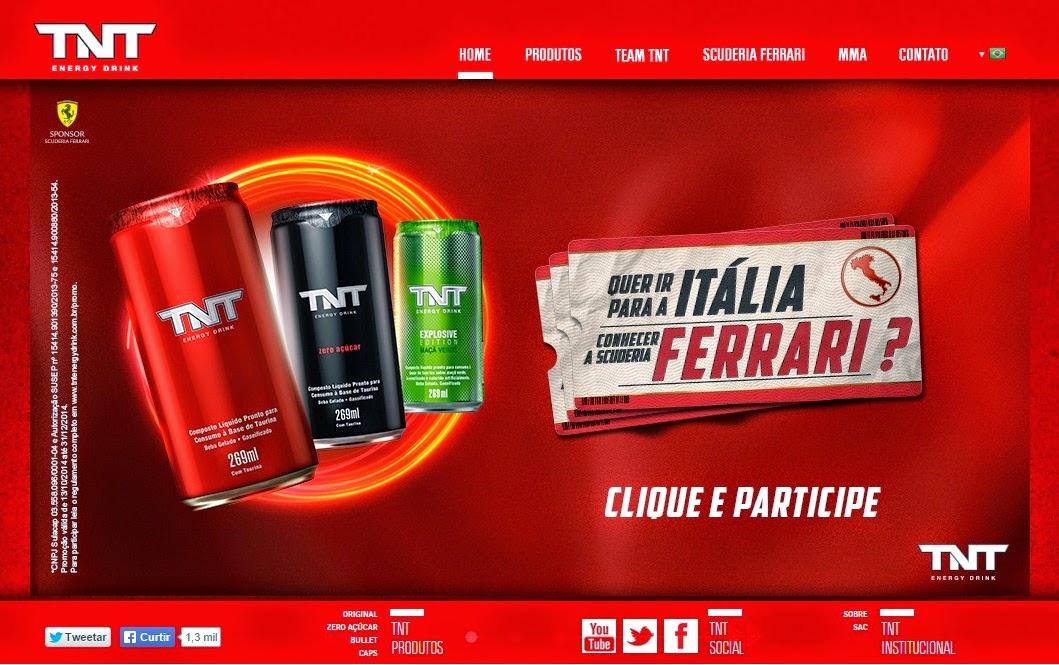 TNT
ENERGY DRINK
HOME
PRODUTOS
TEAM TNT
SCUDERIA FERRARI
MMA
CONTATO
SPONSOR
SCUDERIA FERRARI
*CNPJ Sulacap 03.558.096/0001-04 e Autorização SUSEP nº 15414.901390/2013-75 e 15414.900880/2013-54.
Promoção válida de 13/10/2014 até 31/12/2014.
Para participar leia o regulamento completo em www.tntenergydrink.com.br/promo.
TNT
ENERGY DRINK
Composto Líquido Pronto para
Consumo à Base de Taurina
Beba Gelado • Gaseificado
269ml
Com Taurina
TNT
ENERGY DRINK
zero açúcar
Composto Líquido Pronto para
Consumo à Base de Taurina
Beba Gelado • Gaseificado
269ml
Com Taurina
TNT
ENERGY DRINK
EXPLOSIVE
EDITION
MAÇÃ VERDE
269ml
QUER IR
PARA A ITÁLIA
CONHECER
A SCUDERIA FERRARI?
CLIQUE E PARTICIPE
TNT
ENERGY DRINK
Tweetar
Curtir
1,3 mil
ORIGINAL
ZERO AÇÚCAR
BULLET
CAPS
TNT
PRODUTOS
You
Tube
TNT
SOCIAL
SOBRE
SAC
TNT
INSTITUCIONAL